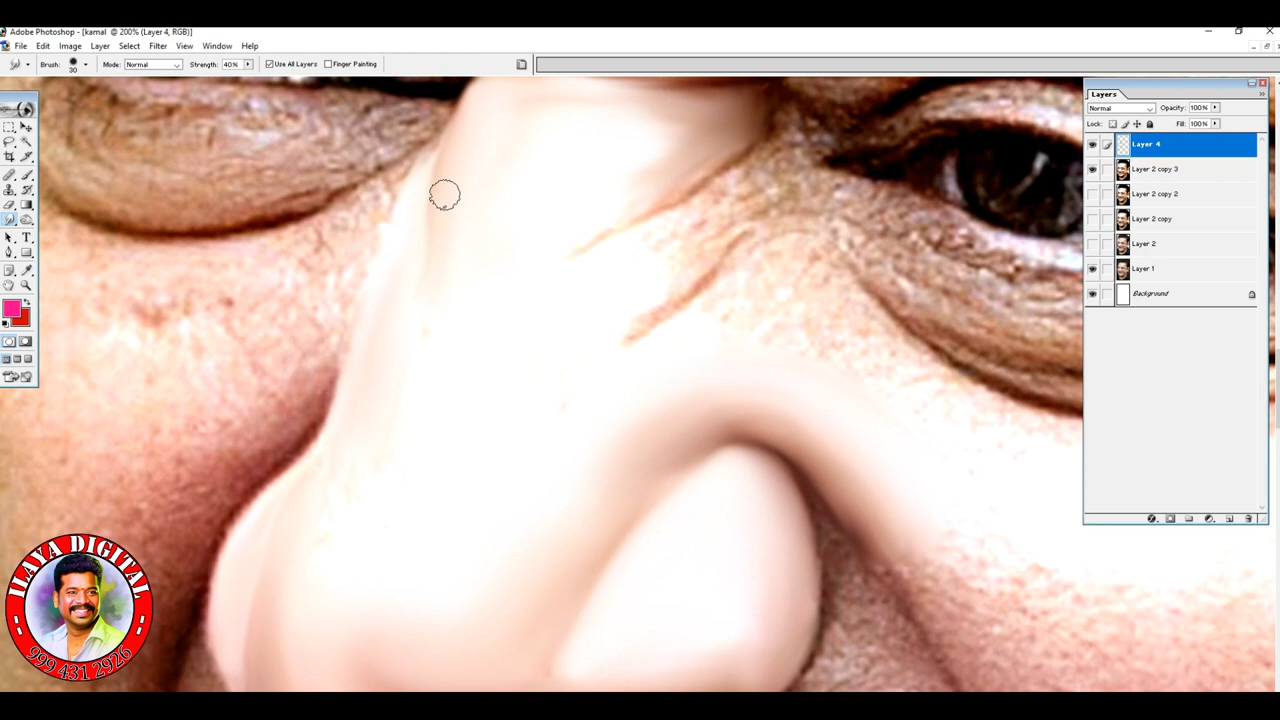 Adobe Photoshop - [kamal @ 200% (Layer 4, RGB)]
File Edit Image Layer Select Filter View Window Help
Brush: 30 Mode: Normal Strength: 40% Use All Layers Finger Painting
Layers
Normal Opacity: 100%
Lock: Fill: 100%
Layer 4
Layer 2 copy 3
Layer 2 copy 2
Layer 2 copy
Layer 2
Layer 1
Background
ILAYA DIGITAL
999 431 2926